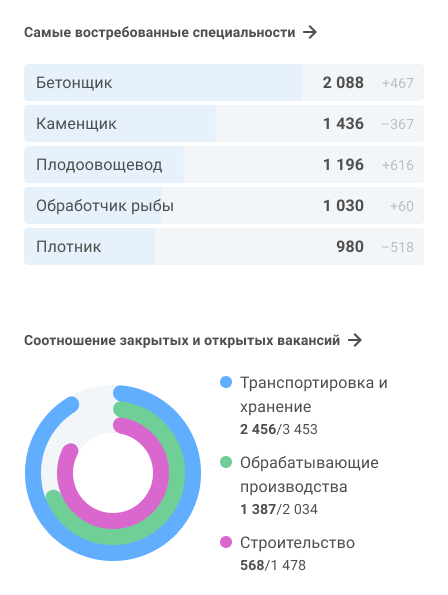 Самые востребованные специальности →
Бетонщик 2 088 +467
Каменщик 1 436 −367
Плодоовощевод 1 196 +616
Обработчик рыбы 1 030 +60
Плотник 980 −518
Соотношение закрытых и открытых вакансий →
Транспортировка и
хранение
2 456/3 453
Обрабатывающие
производства
1 387/2 034
Строительство
568/1 478